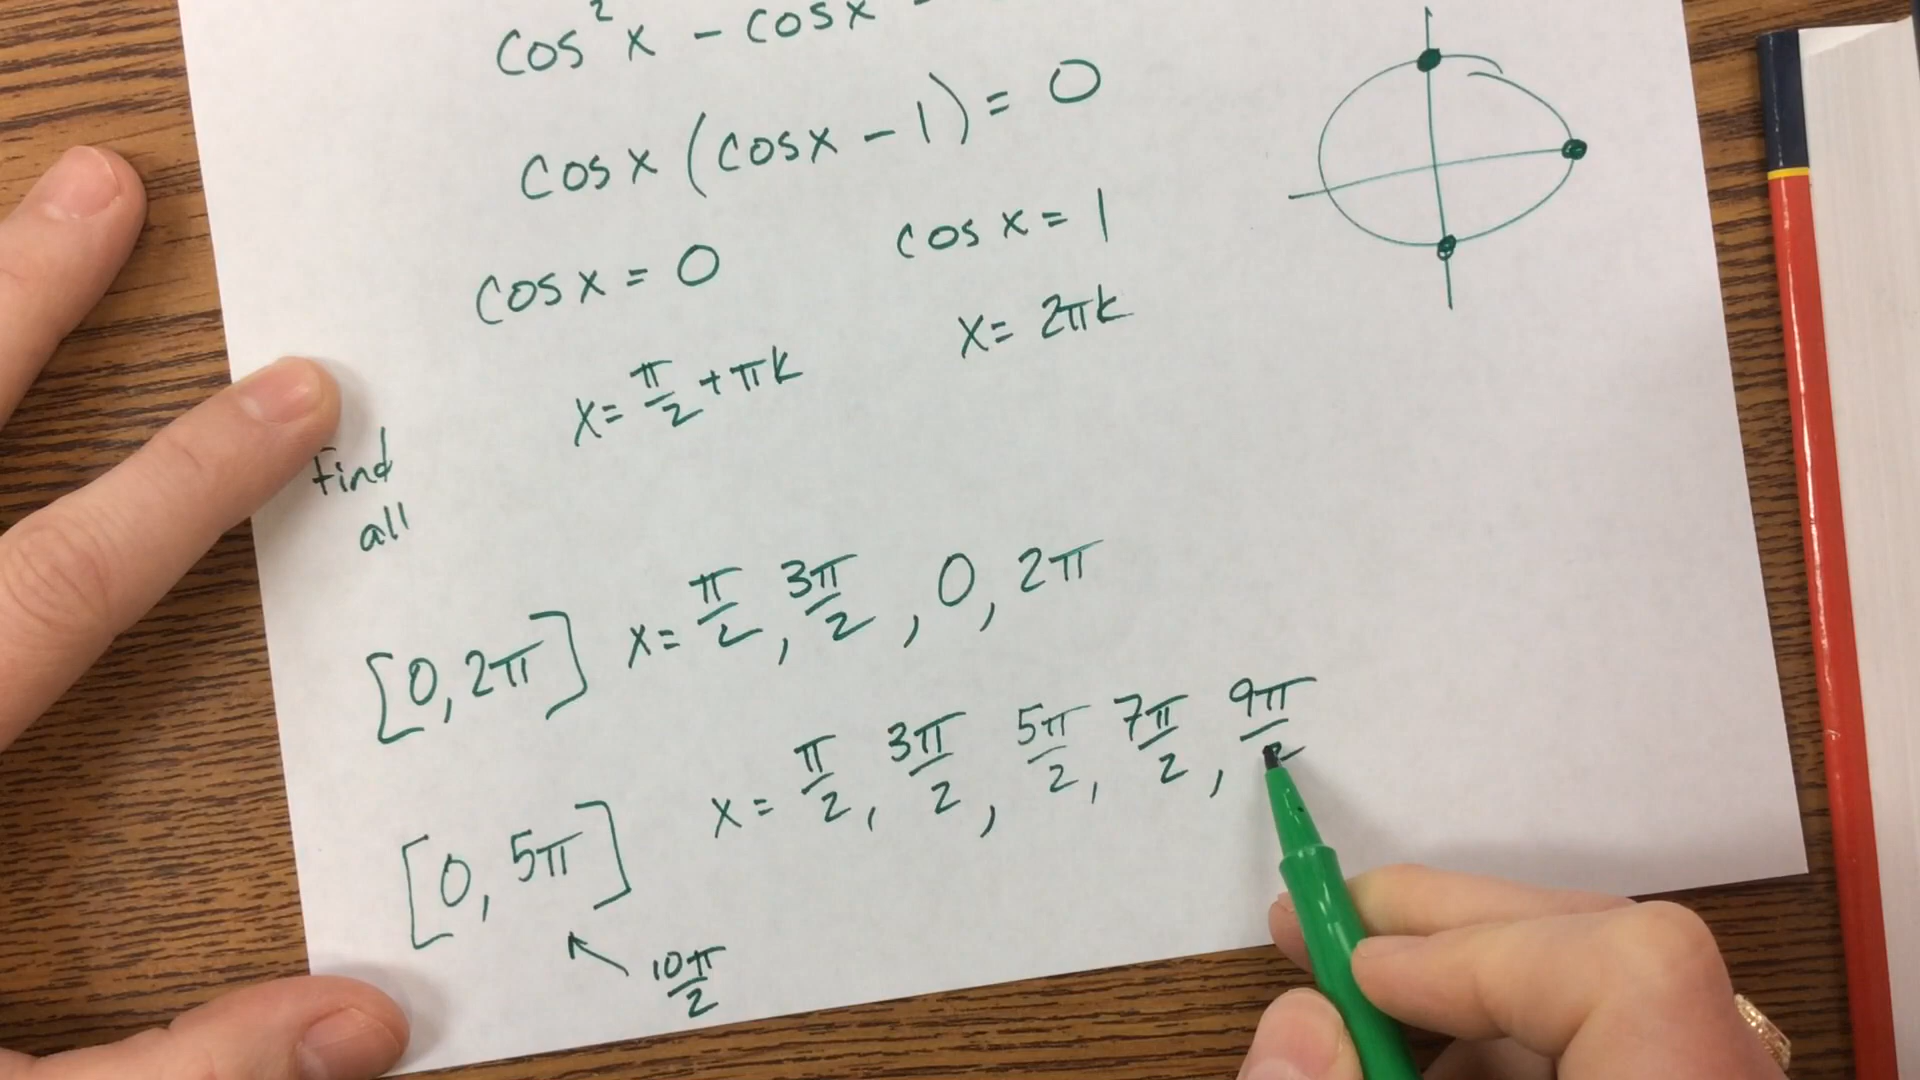 cos²x - cosx
cosx (cosx - 1) = 0
cosx = 0    cosx = 1
x = π/2 + πk    x = 2πk
find
all
[0, 2π] x = π/2, 3π/2, 0, 2π
[0, 5π] x = π/2, 3π/2, 5π/2, 7π/2, 9π/2
10π/2